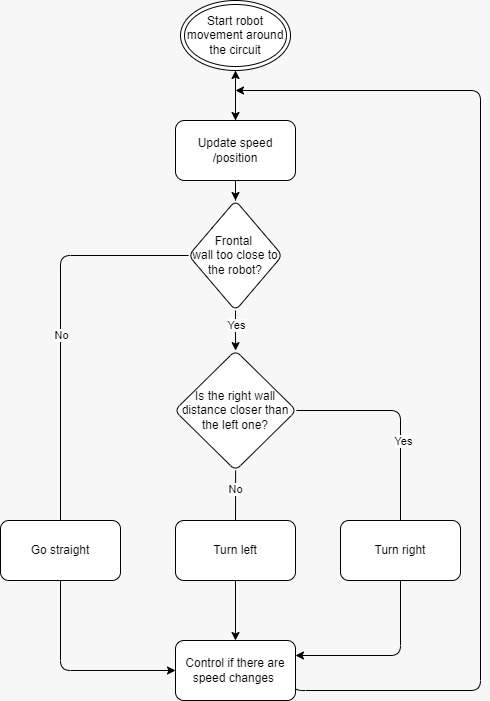 Start robot
movement around
the circuit
Update speed
/position
Frontal
wall too close to
the robot?
No
Yes
Is the right wall
distance closer than
the left one?
Yes
No
Go straight
Turn left
Turn right
Control if there are
speed changes